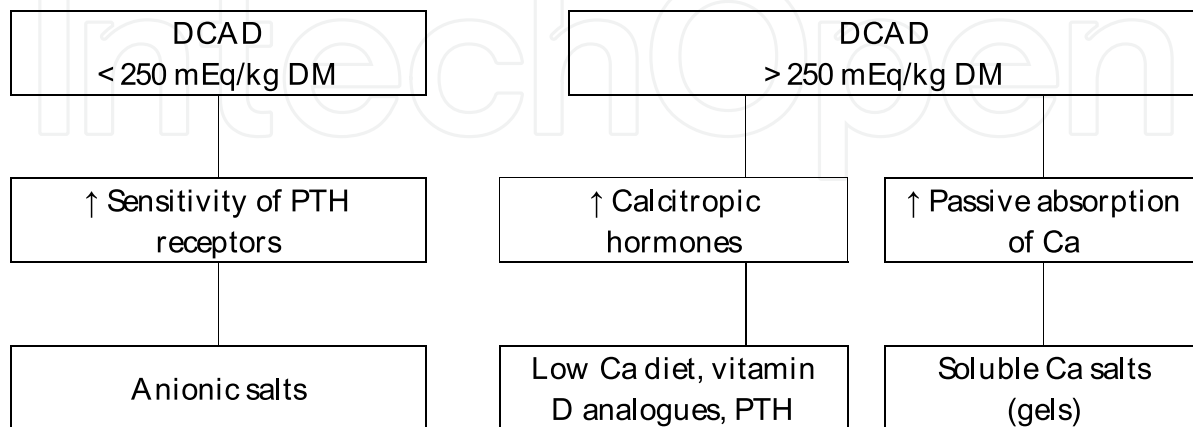 IntechOpen
DCAD
< 250 mEq/kg DM
DCAD
> 250 mEq/kg DM
↑ Sensitivity of PTH
receptors
↑ Calcitropic
hormones
↑ Passive absorption
of Ca
Anionic salts
Low Ca diet, vitamin
D analogues, PTH
Soluble Ca salts
(gels)